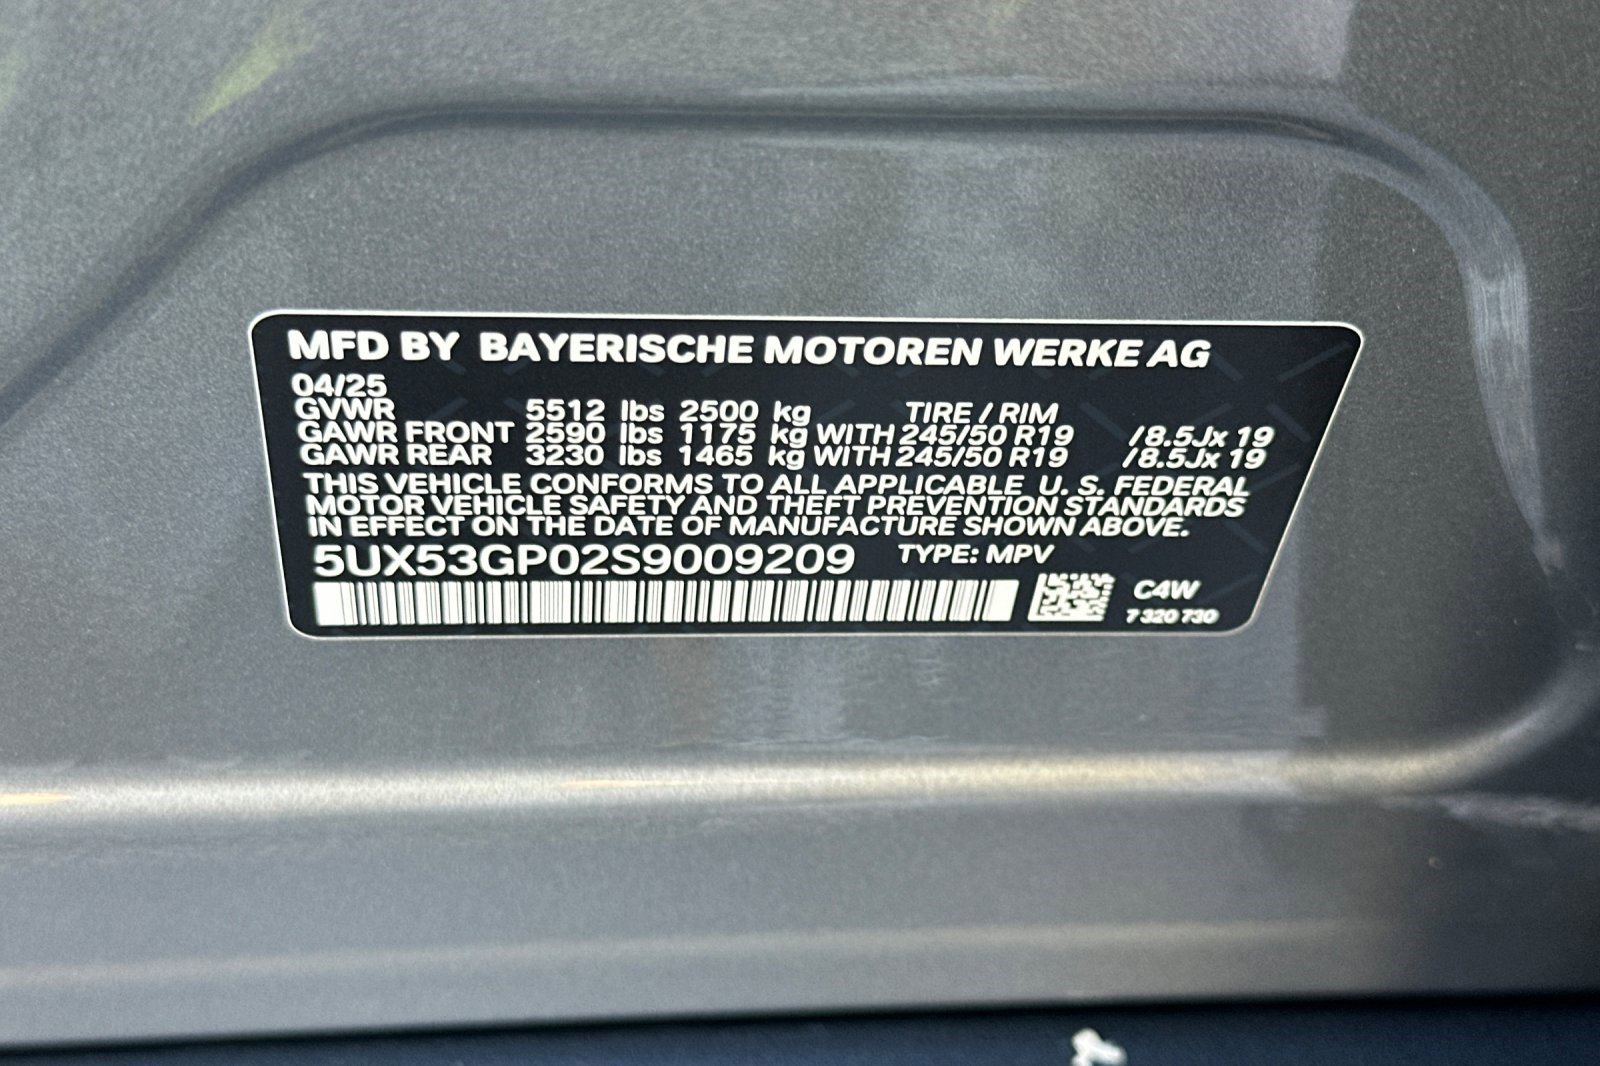 MFD BY BAYERISCHE MOTOREN WERKE AG
04/25
GVWR 5512 lbs 2500 kg TIRE / RIM
GAWR FRONT 2590 lbs 1175 kg WITH 245/50 R19 / 8.5Jx 19
GAWR REAR 3230 lbs 1465 kg WITH 245/50 R19 / 8.5Jx 19
THIS VEHICLE CONFORMS TO ALL APPLICABLE U. S. FEDERAL
MOTOR VEHICLE SAFETY AND THEFT PREVENTION STANDARDS
IN EFFECT ON THE DATE OF MANUFACTURE SHOWN ABOVE.
5UX53GP02S9009209 TYPE: MPV
C4W
7 320 730